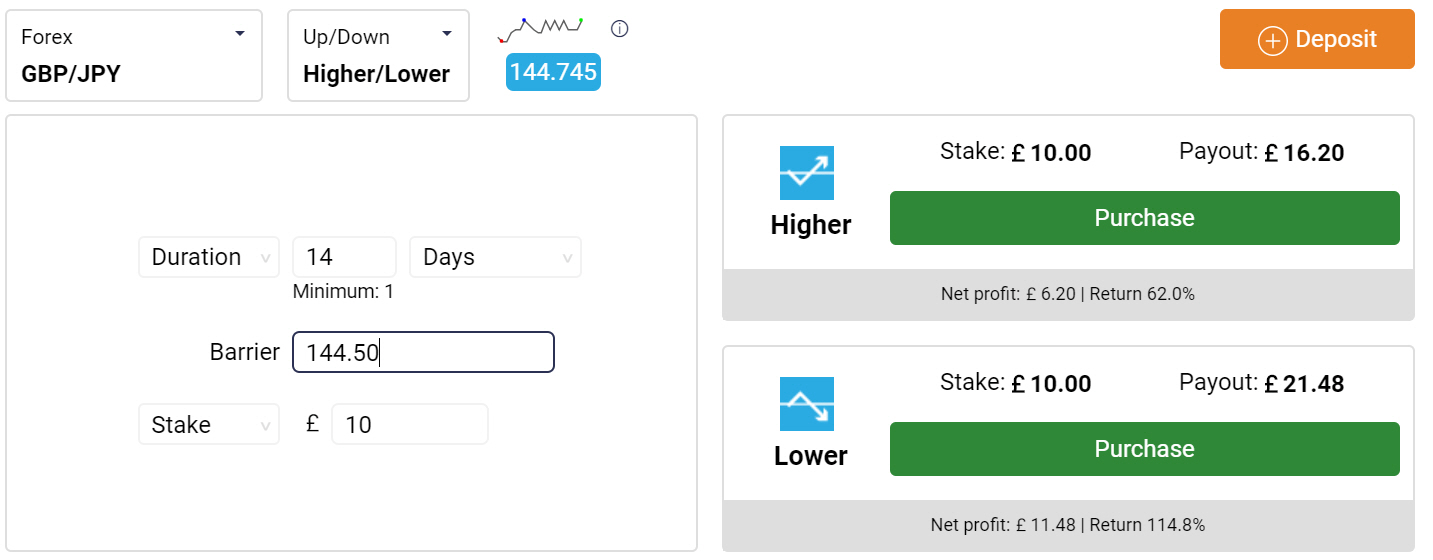 Forex
GBP/JPY
Up/Down
Higher/Lower
144.745
Deposit
Duration 14 Days
Minimum: 1
Barrier 144.50
Stake £ 10
Higher
Stake: £ 10.00 Payout: £ 16.20
Purchase
Net profit: £ 6.20 | Return 62.0%
Lower
Stake: £ 10.00 Payout: £ 21.48
Purchase
Net profit: £ 11.48 | Return 114.8%